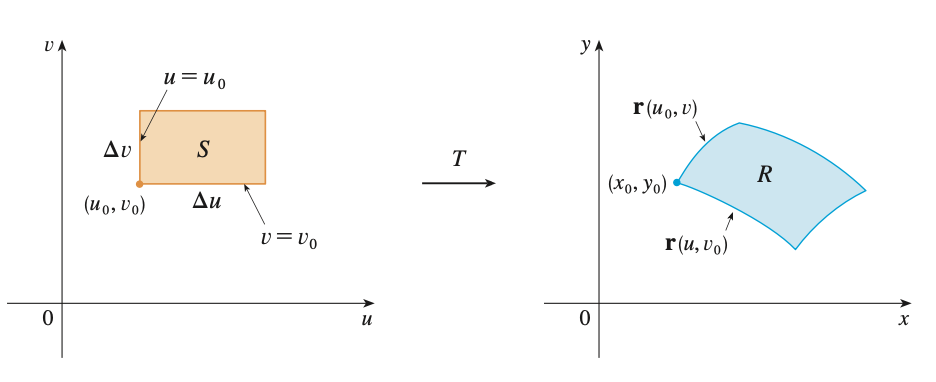 v
u = u₀
Δv
S
(u₀, v₀)
Δu
v = v₀
0
u
T
y
r(u₀, v)
R
(x₀, y₀)
r(u, v₀)
0
x